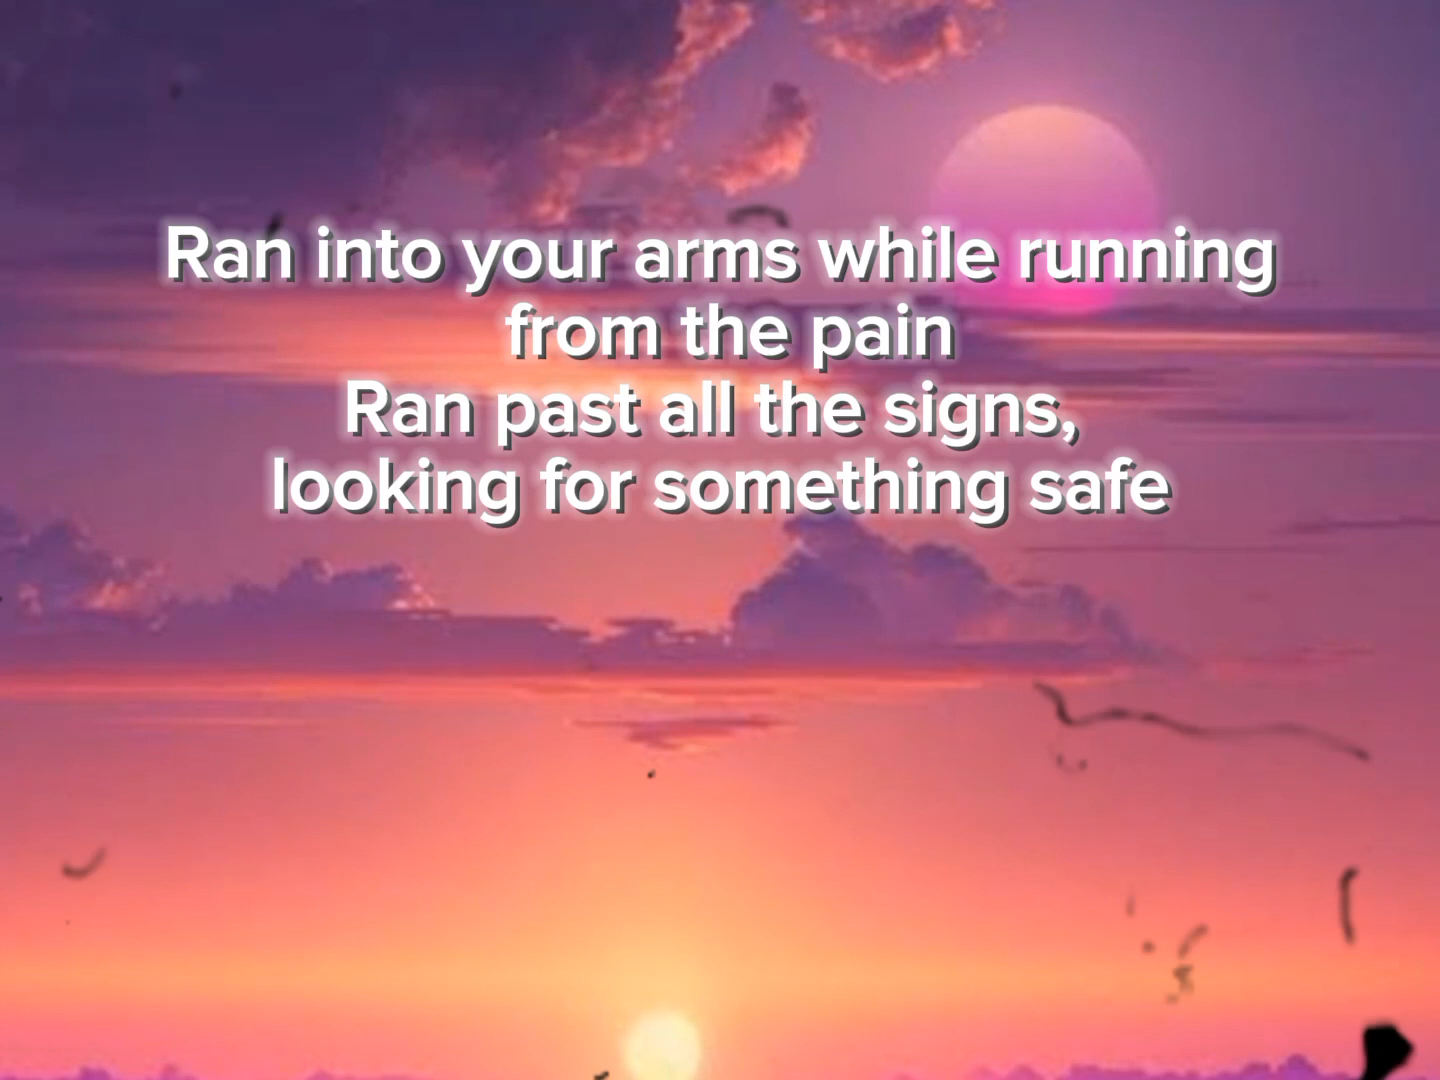 Ran into your arms while running
from the pain
Ran past all the signs,
looking for something safe